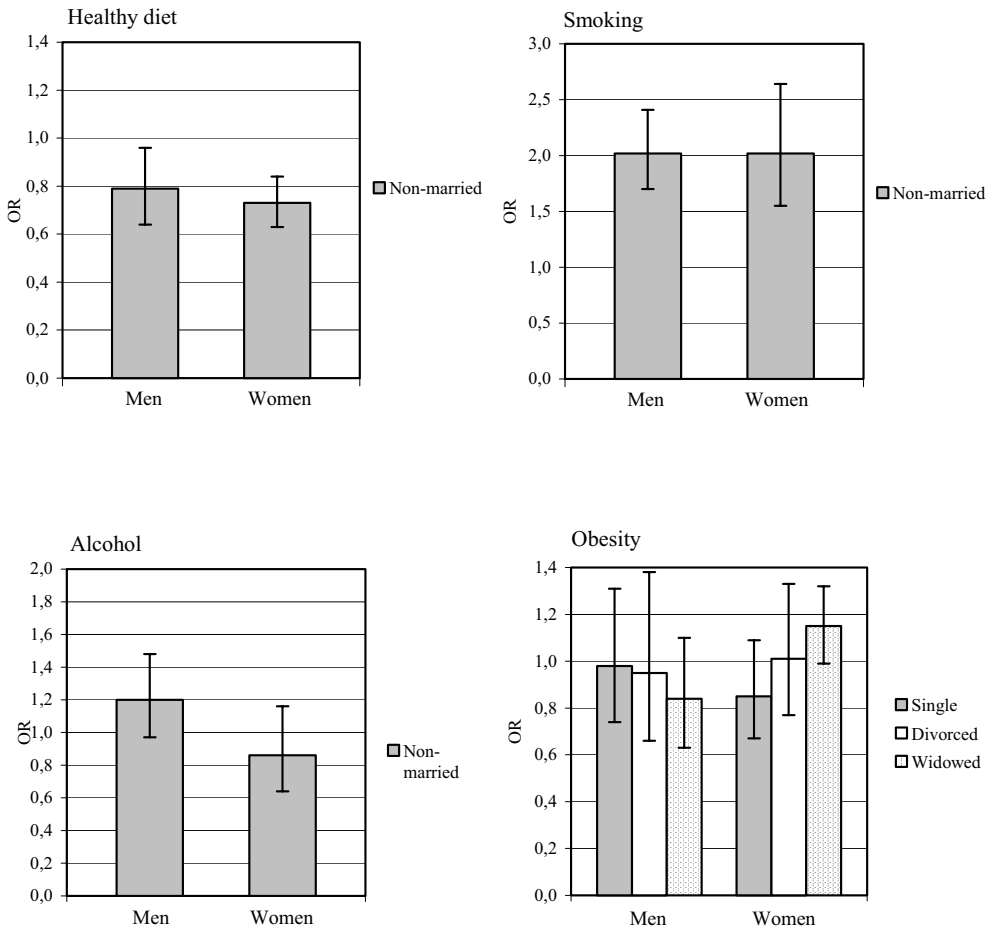 Healthy diet
1,4
1,2
1,0
0,8
0,6
0,4
0,2
0,0
OR
Men Women
Non-married
Smoking
3,0
2,5
2,0
1,5
1,0
0,5
0,0
OR
Men Women
Non-married
Alcohol
2,0
1,8
1,6
1,4
1,2
1,0
0,8
0,6
0,4
0,2
0,0
OR
Men Women
Non-
married
Obesity
1,4
1,2
1,0
0,8
0,6
0,4
0,2
0,0
OR
Men Women
Single
Divorced
Widowed